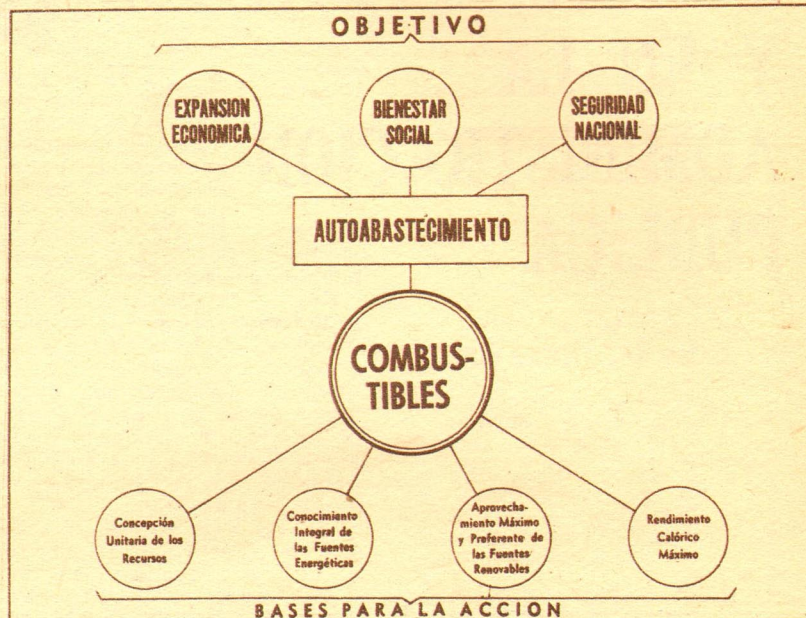 OBJETIVO
EXPANSION
ECONOMICA
BIENESTAR
SOCIAL
SEGURIDAD
NACIONAL
AUTOABASTECIMIENTO
COMBUS-
TIBLES
Concepción
Unitaria de los
Recursos
Conocimiento
Integral de
las Fuentes
Energéticas
Aprovecha-
miento Máximo
y Preferente de
las Fuentes
Renovables
Rendimiento
Calórico
Máximo
BASES PARA LA ACCION